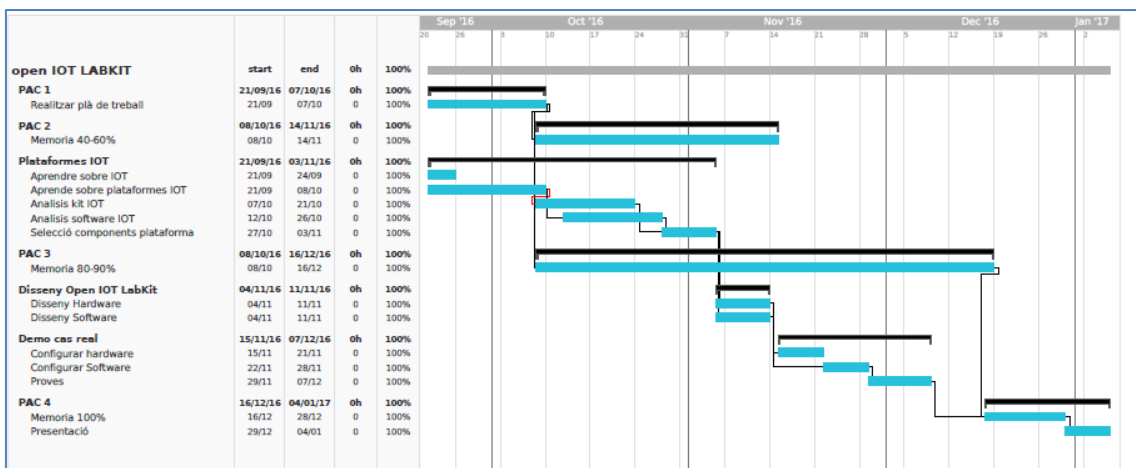 Sep '16 Oct '16 Nov '16 Dec '16 Jan '17
20 26 3 10 17 24 31 7 14 21 28 5 12 19 26 2
open IOT LABKIT start end 0h 100%
PAC 1 21/09/16 07/10/16 0h 100%
Realitzar plà de treball 21/09 07/10 0 100%
PAC 2 08/10/16 14/11/16 0h 100%
Memoria 40-60% 08/10 14/11 0 100%
Plataformes IOT 21/09/16 03/11/16 0h 100%
Aprendre sobre IOT 21/09 24/09 0 100%
Aprende sobre plataformes IOT 21/09 08/10 0 100%
Analisis kit IOT 07/10 21/10 0 100%
Analisis software IOT 12/10 26/10 0 100%
Selecció components plataforma 27/10 03/11 0 100%
PAC 3 08/10/16 16/12/16 0h 100%
Memoria 80-90% 08/10 16/12 0 100%
Disseny Open IOT LabKit 04/11/16 11/11/16 0h 100%
Disseny Hardware 04/11 11/11 0 100%
Disseny Software 04/11 11/11 0 100%
Demo cas real 15/11/16 07/12/16 0h 100%
Configurar hardware 15/11 21/11 0 100%
Configurar Software 22/11 28/11 0 100%
Proves 29/11 07/12 0 100%
PAC 4 16/12/16 04/01/17 0h 100%
Memoria 100% 16/12 28/12 0 100%
Presentació 29/12 04/01 0 100%